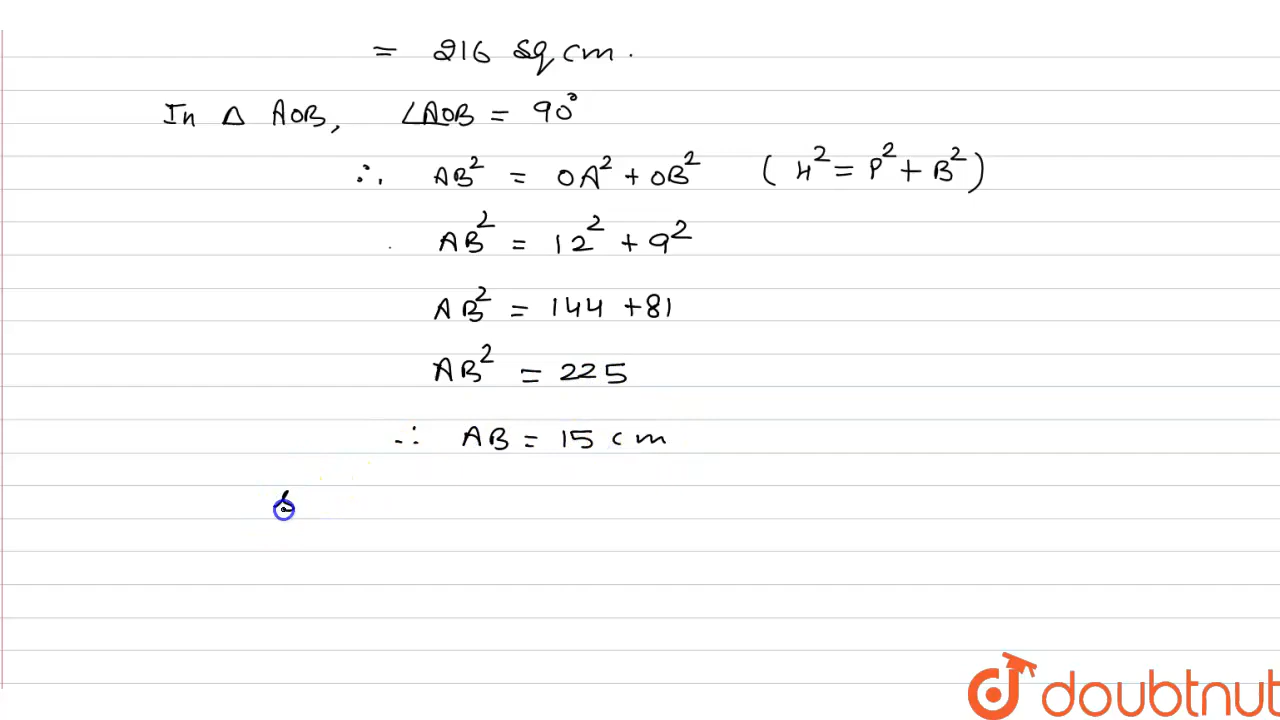 = 216 sq cm.
In Δ AOB, ∠AOB = 90°
∴ AB² = OA² + OB² (H² = P² + B²)
AB² = 12² + 9²
AB² = 144 + 81
AB² = 225
∴ AB = 15 cm
doubtnut